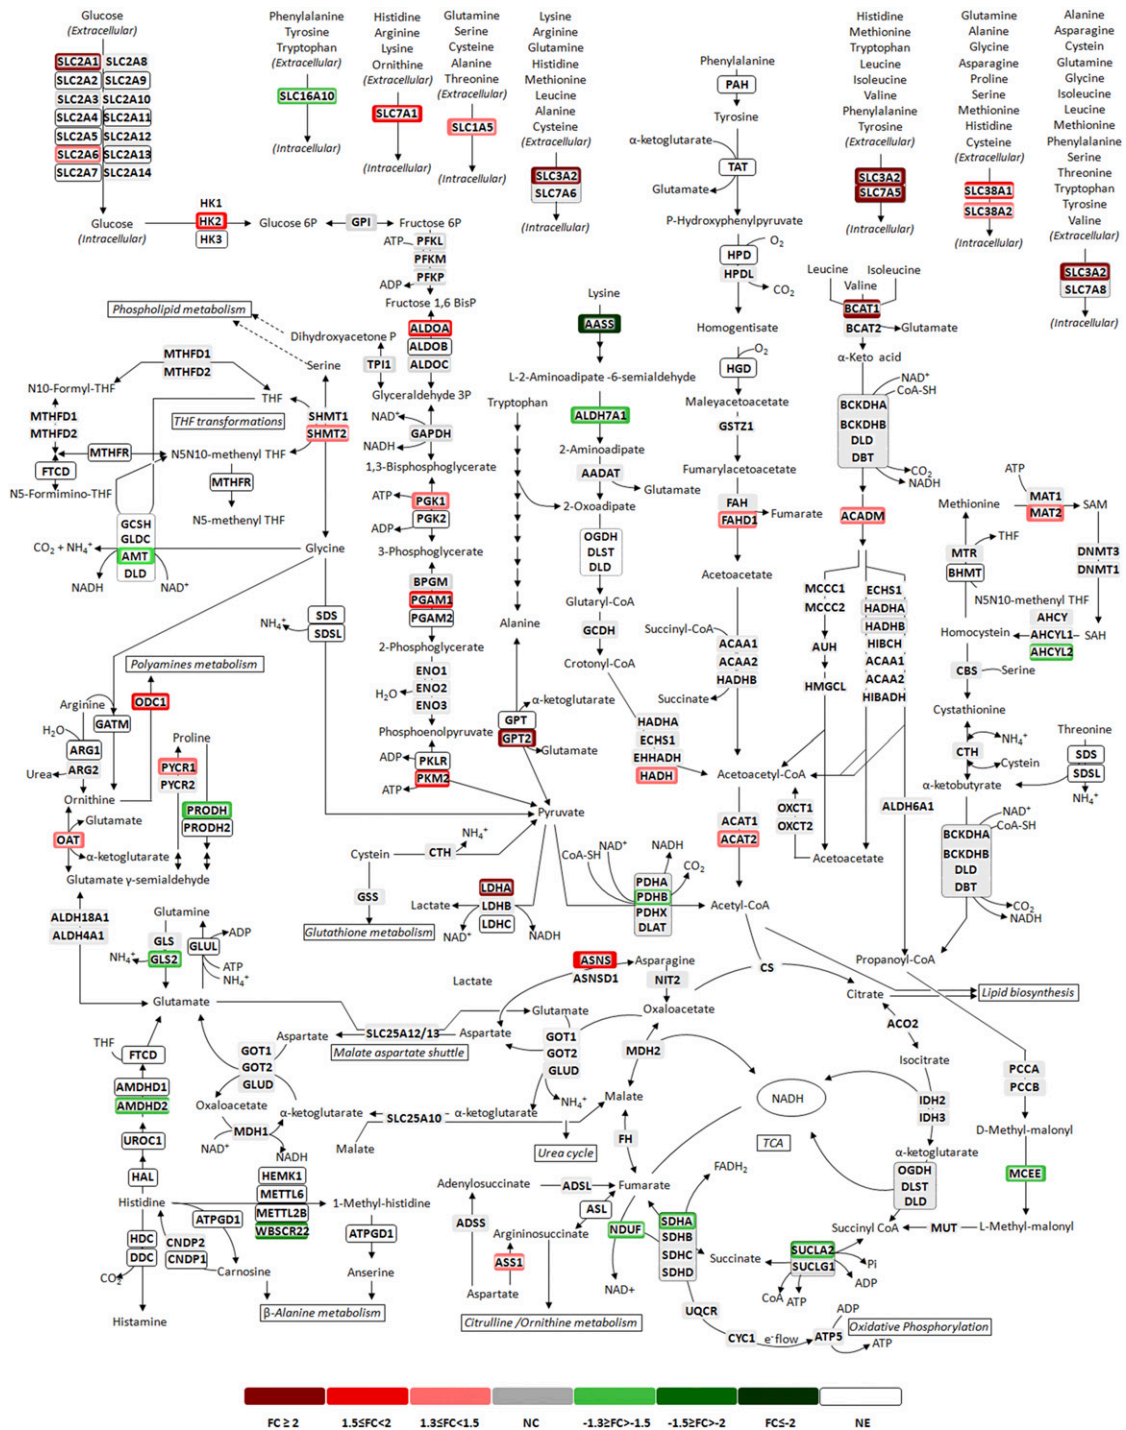 Glucose
(Extracellular)
SLC2A1 SLC2A8
SLC2A2 SLC2A9
SLC2A3 SLC2A10
SLC2A4 SLC2A11
SLC2A5 SLC2A12
SLC2A6 SLC2A13
SLC2A7 SLC2A14
Glucose
(Intracellular)
HK1
HK2
HK3
Glucose 6P
GPI
Fructose 6P
Phenylalanine
Tyrosine
Tryptophan
(Extracellular)
SLC16A10
(Intracellular)
Histidine
Arginine
Lysine
Ornithine
(Extracellular)
SLC7A1
(Intracellular)
Glutamine
Serine
Cysteine
Alanine
Threonine
(Extracellular)
SLC1A5
(Intracellular)
Lysine
Arginine
Glutamine
Histidine
Methionine
Leucine
Alanine
Cysteine
(Extracellular)
SLC3A2
SLC7A6
(Intracellular)
Phenylalanine
PAH
Tyrosine
α-ketoglutarate
TAT
Glutamate
P-Hydroxyphenylpyruvate
O₂
HPD
HPDL
CO₂
Homogentisate
O₂
HGD
Maleyacetoacetate
GSTZ1
Fumarylacetoacetate
FAH
FAHD1
Fumarate
Acetoacetate
Succinyl-CoA
ACAA1
ACAA2
HADHB
Succinate
Histidine
Methionine
Tryptophan
Leucine
Isoleucine
Valine
Phenylalanine
Tyrosine
(Extracellular)
SLC3A2
SLC7A5
(Intracellular)
Glutamine
Alanine
Glycine
Asparagine
Proline
Serine
Methionine
Histidine
Cysteine
(Extracellular)
SLC38A1
SLC38A2
(Intracellular)
Alanine
Asparagine
Cystein
Glutamine
Glycine
Isoleucine
Leucine
Methionine
Phenylalanine
Serine
Threonine
Tryptophan
Tyrosine
Valine
(Extracellular)
SLC3A2
SLC7A8
(Intracellular)
ATP
PFKL
PFKM
PFKP
ADP
Fructose 1,6 BisP
ALDOA
ALDOB
ALDOC
Phospholipid metabolism
Dihydroxyacetone P
TPI1
Glyceraldehyde 3P
NAD⁺
GAPDH
NADH
1,3-Bisphosphoglycerate
ATP
PGK1
PGK2
ADP
3-Phosphoglycerate
BPGM
PGAM1
PGAM2
2-Phosphoglycerate
ENO1
H₂O
ENO2
ENO3
Phosphoenolpyruvate
ADP
PKLR
PKM2
ATP
Serine
MTHFD1
MTHFD2
N10-Formyl-THF
THF
MTHFD1
MTHFD2
THF transformations
SHMT1
SHMT2
MTHFR
N5N10-methenyl THF
FTCD
MTHFR
N5-Formimino-THF
N5-methenyl THF
GCSH
GLDC
AMT
DLD
CO₂ + NH₄⁺
NADH
NAD⁺
Glycine
NH₄⁺
SDS
SDSL
Lysine
AASS
L-2-Aminoadipate -6-semialdehyde
ALDH7A1
2-Aminoadipate
AADAT
Glutamate
2-Oxoadipate
OGDH
DLST
DLD
Glutaryl-CoA
GCDH
Crotonyl-CoA
HADHA
ECHS1
EHHADH
HADH
Tryptophan
Alanine
α-ketoglutarate
GPT
GPT2
Glutamate
Pyruvate
Leucine
Isoleucine
Valine
BCAT1
BCAT2
Glutamate
α-Keto acid
NAD⁺
CoA-SH
BCKDHA
BCKDHB
DLD
DBT
CO₂
NADH
ACADM
MCCC1
MCCC2
AUH
HMGCL
ECHS1
HADHA
HADHB
HIBCH
ACAA1
ACAA2
HIBADH
Acetoacetyl-CoA
OXCT1
OXCT2
Acetoacetate
ALDH6A1
ACAT1
ACAT2
Acetyl-CoA
ATP
MAT1
MAT2
Methionine
SAM
THF
MTR
BHMT
N5N10-methenyl THF
DNMT3
DNMT1
AHCY
Homocystein
AHCYL1
AHCYL2
SAH
CBS
Serine
Cystathionine
CTH
NH₄⁺
Cystein
Threonine
SDS
SDSL
NH₄⁺
α-ketobutyrate
NAD⁺
CoA-SH
BCKDHA
BCKDHB
DLD
DBT
CO₂
NADH
Propanoyl-CoA
Polyamines metabolism
Arginine
GATM
ODC1
H₂O
ARG1
ARG2
Urea
Ornithine
Proline
PYCR1
PYCR2
PRODH
PRODH2
Glutamate
OAT
α-ketoglutarate
Glutamate γ-semialdehyde
ALDH18A1
ALDH4A1
Glutamine
GLS
GLS2
NH₄⁺
GLUL
ADP
ATP
NH₄⁺
Glutamate
Cystein
CTH
NH₄⁺
GSS
Glutathione metabolism
LDHA
LDHB
LDHC
Lactate
NAD⁺
NADH
CoA-SH
NAD⁺
NADH
PDHA
PDHB
PDHX
DLAT
CO₂
ASNS
ASNSD1
Asparagine
Lactate
NIT2
Oxaloacetate
CS
Citrate
Lipid biosynthesis
Glutamate
Aspartate
SLC25A12/13
Aspartate
Malate aspartate shuttle
GOT1
GOT2
GLUD
NH₄⁺
MDH2
Malate
ACO2
Isocitrate
IDH2
IDH3
α-ketoglutarate
OGDH
DLST
DLD
Succinyl CoA
NADH
TCA
PCCA
PCCB
D-Methyl-malonyl
MCEE
L-Methyl-malonyl
MUT
THF
FTCD
AMDHD1
AMDHD2
UROC1
HAL
Histidine
HDC
DDC
CO₂
Histamine
GOT1
GOT2
GLUD
Oxaloacetate
α-ketoglutarate
MDH1
NAD⁺
NADH
SLC25A10
α-ketoglutarate
Malate
Urea cycle
HEMK1
METTL6
METTL2B
WBSCR22
1-Methyl-histidine
ATPGD1
CNDP2
CNDP1
Carnosine
ATPGD1
Anserine
β-Alanine metabolism
Adenylosuccinate
ADSL
Fumarate
FH
ADSS
ASL
Argininosuccinate
ASS1
Aspartate
Citrulline /Ornithine metabolism
NDUF
NAD+
FADH₂
SDHA
SDHB
SDHC
SDHD
Succinate
SUCLA2
SUCLG1
Pi
ADP
CoA
ATP
UQCR
CYC1
e⁻flow
ATP5
ADP
ATP
Oxidative Phosphorylation
FC ≥ 2 1.5≤FC<2 1.3≤FC<1.5 NC -1.3≥FC>-1.5 -1.5≥FC>-2 FC≤-2 NE